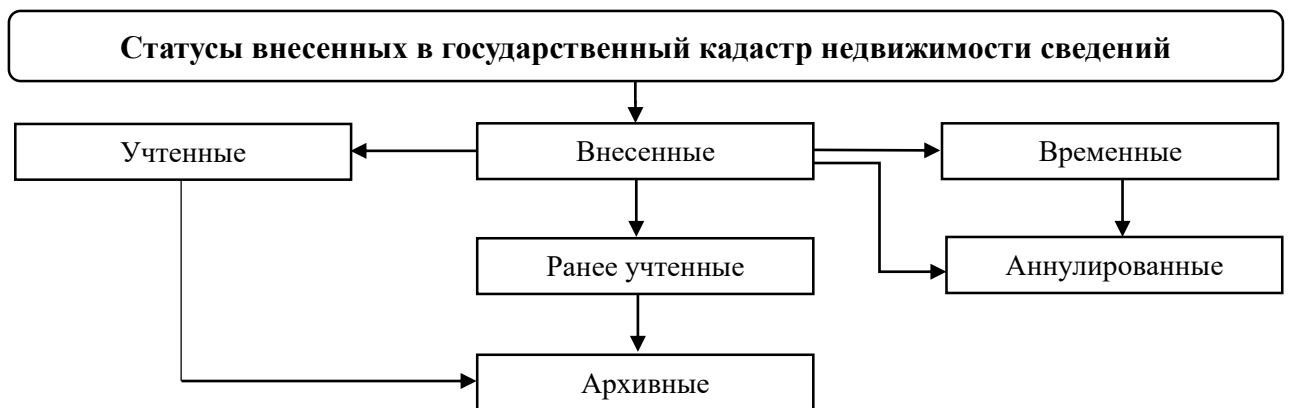 Статусы внесенных в государственный кадастр недвижимости сведений
Учтенные
Внесенные
Временные
Ранее учтенные
Аннулированные
Архивные